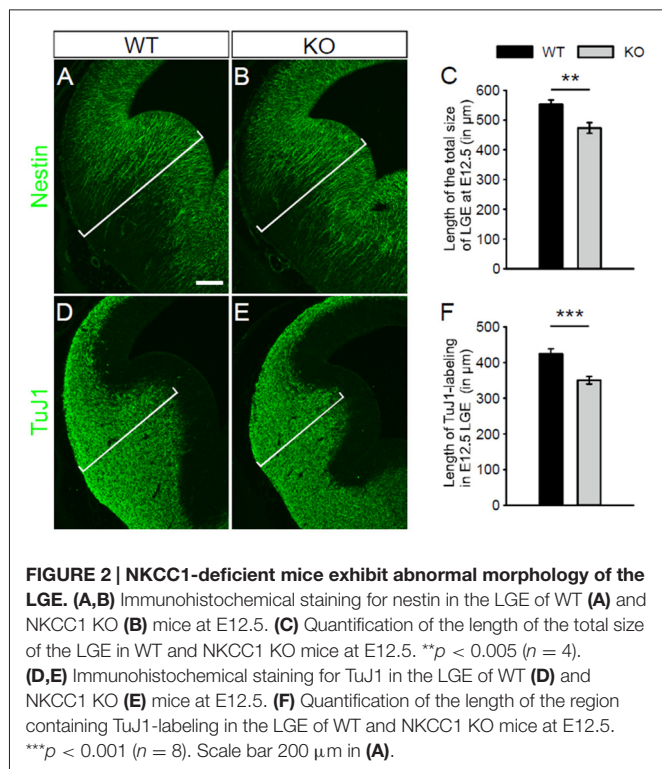 WT
KO
WT
KO
A
B
C
Nestin
Length of the total size
of LGE at E12.5 (in µm)
600
500
400
300
200
100
0
**
D
E
F
TuJ1
Length of TuJ1-labeling
in E12.5 LGE (in µm)
500
400
300
200
100
0
***
FIGURE 2 | NKCC1-deficient mice exhibit abnormal morphology of the
LGE. (A,B) Immunohistochemical staining for nestin in the LGE of WT (A) and
NKCC1 KO (B) mice at E12.5. (C) Quantification of the length of the total size
of the LGE in WT and NKCC1 KO mice at E12.5. **p < 0.005 (n = 4).
(D,E) Immunohistochemical staining for TuJ1 in the LGE of WT (D) and
NKCC1 KO (E) mice at E12.5. (F) Quantification of the length of the region
containing TuJ1-labeling in the LGE of WT and NKCC1 KO mice at E12.5.
***p < 0.001 (n = 8). Scale bar 200 µm in (A).